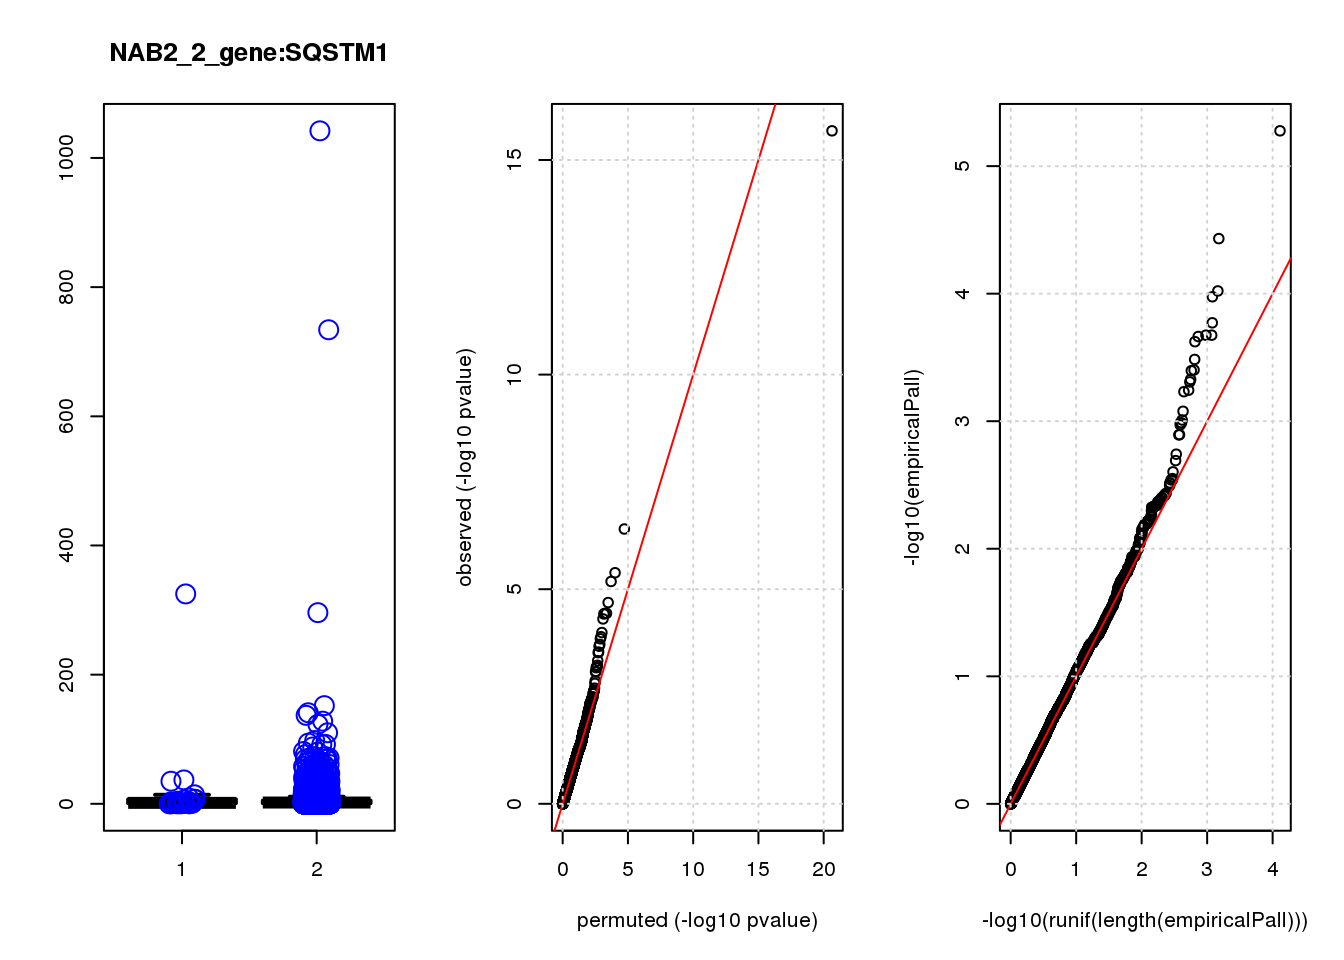 NAB2_2_gene:SQSTM1
1000
800
600
400
200
0
1 2
observed (-log10 pvalue)
15
10
5
0
0 5 10 15 20
permuted (-log10 pvalue)
-log10(empiricalPall)
5
4
3
2
1
0
0 1 2 3 4
-log10(runif(length(empiricalPall)))